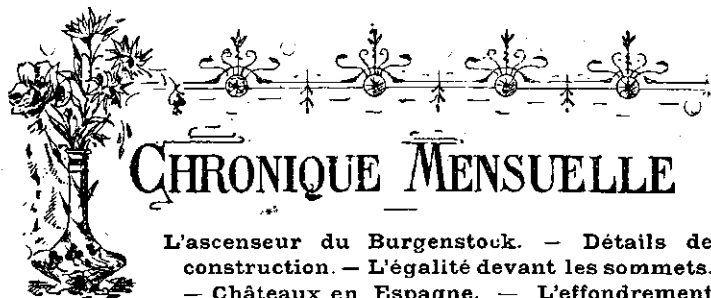 CHRONIQUE MENSUELLE
L'ascenseur du Burgenstock. — Détails de
construction. — L'égalité devant les sommets.
— Châteaux en Espagne. — L'effondrement